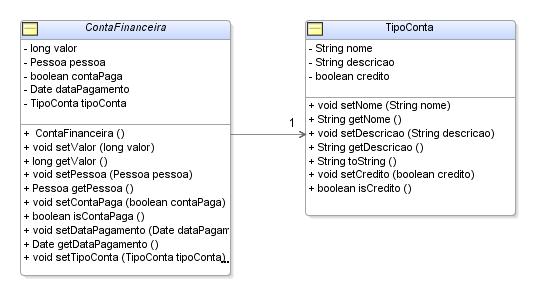 ContaFinanceira
- long valor
- Pessoa pessoa
- boolean contaPaga
- Date dataPagamento
- TipoConta tipoConta
+ ContaFinanceira ()
+ void setValor (long valor)
+ long getValor ()
+ void setPessoa (Pessoa pessoa)
+ Pessoa getPessoa ()
+ void setContaPaga (boolean contaPaga)
+ boolean isContaPaga ()
+ void setDataPagamento (Date dataPagam
+ Date getDataPagamento ()
+ void setTipoConta (TipoConta tipoConta)...
1
TipoConta
- String nome
- String descricao
- boolean credito
+ void setNome (String nome)
+ String getNome ()
+ void setDescricao (String descricao)
+ String getDescricao ()
+ String toString ()
+ void setCredito (boolean credito)
+ boolean isCredito ()